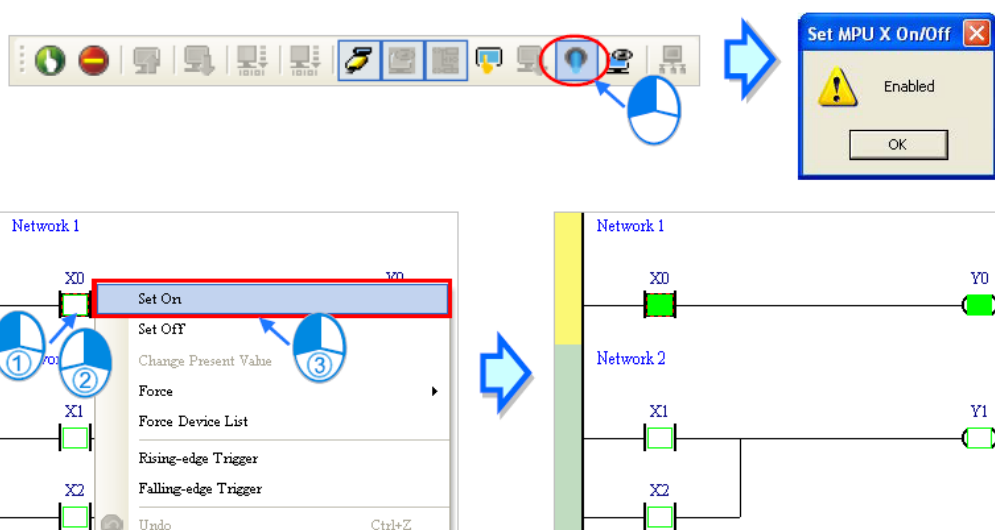 Set MPU X On/Off
Enabled
OK
Network 1
X0
Y0
Set On
Set Off
Change Present Value
Force
Force Device List
Rising-edge Trigger
Falling-edge Trigger
Undo Ctrl+Z
1
2
3
X1
X2
Network 1
X0 Y0
Network 2
X1 Y1
X2